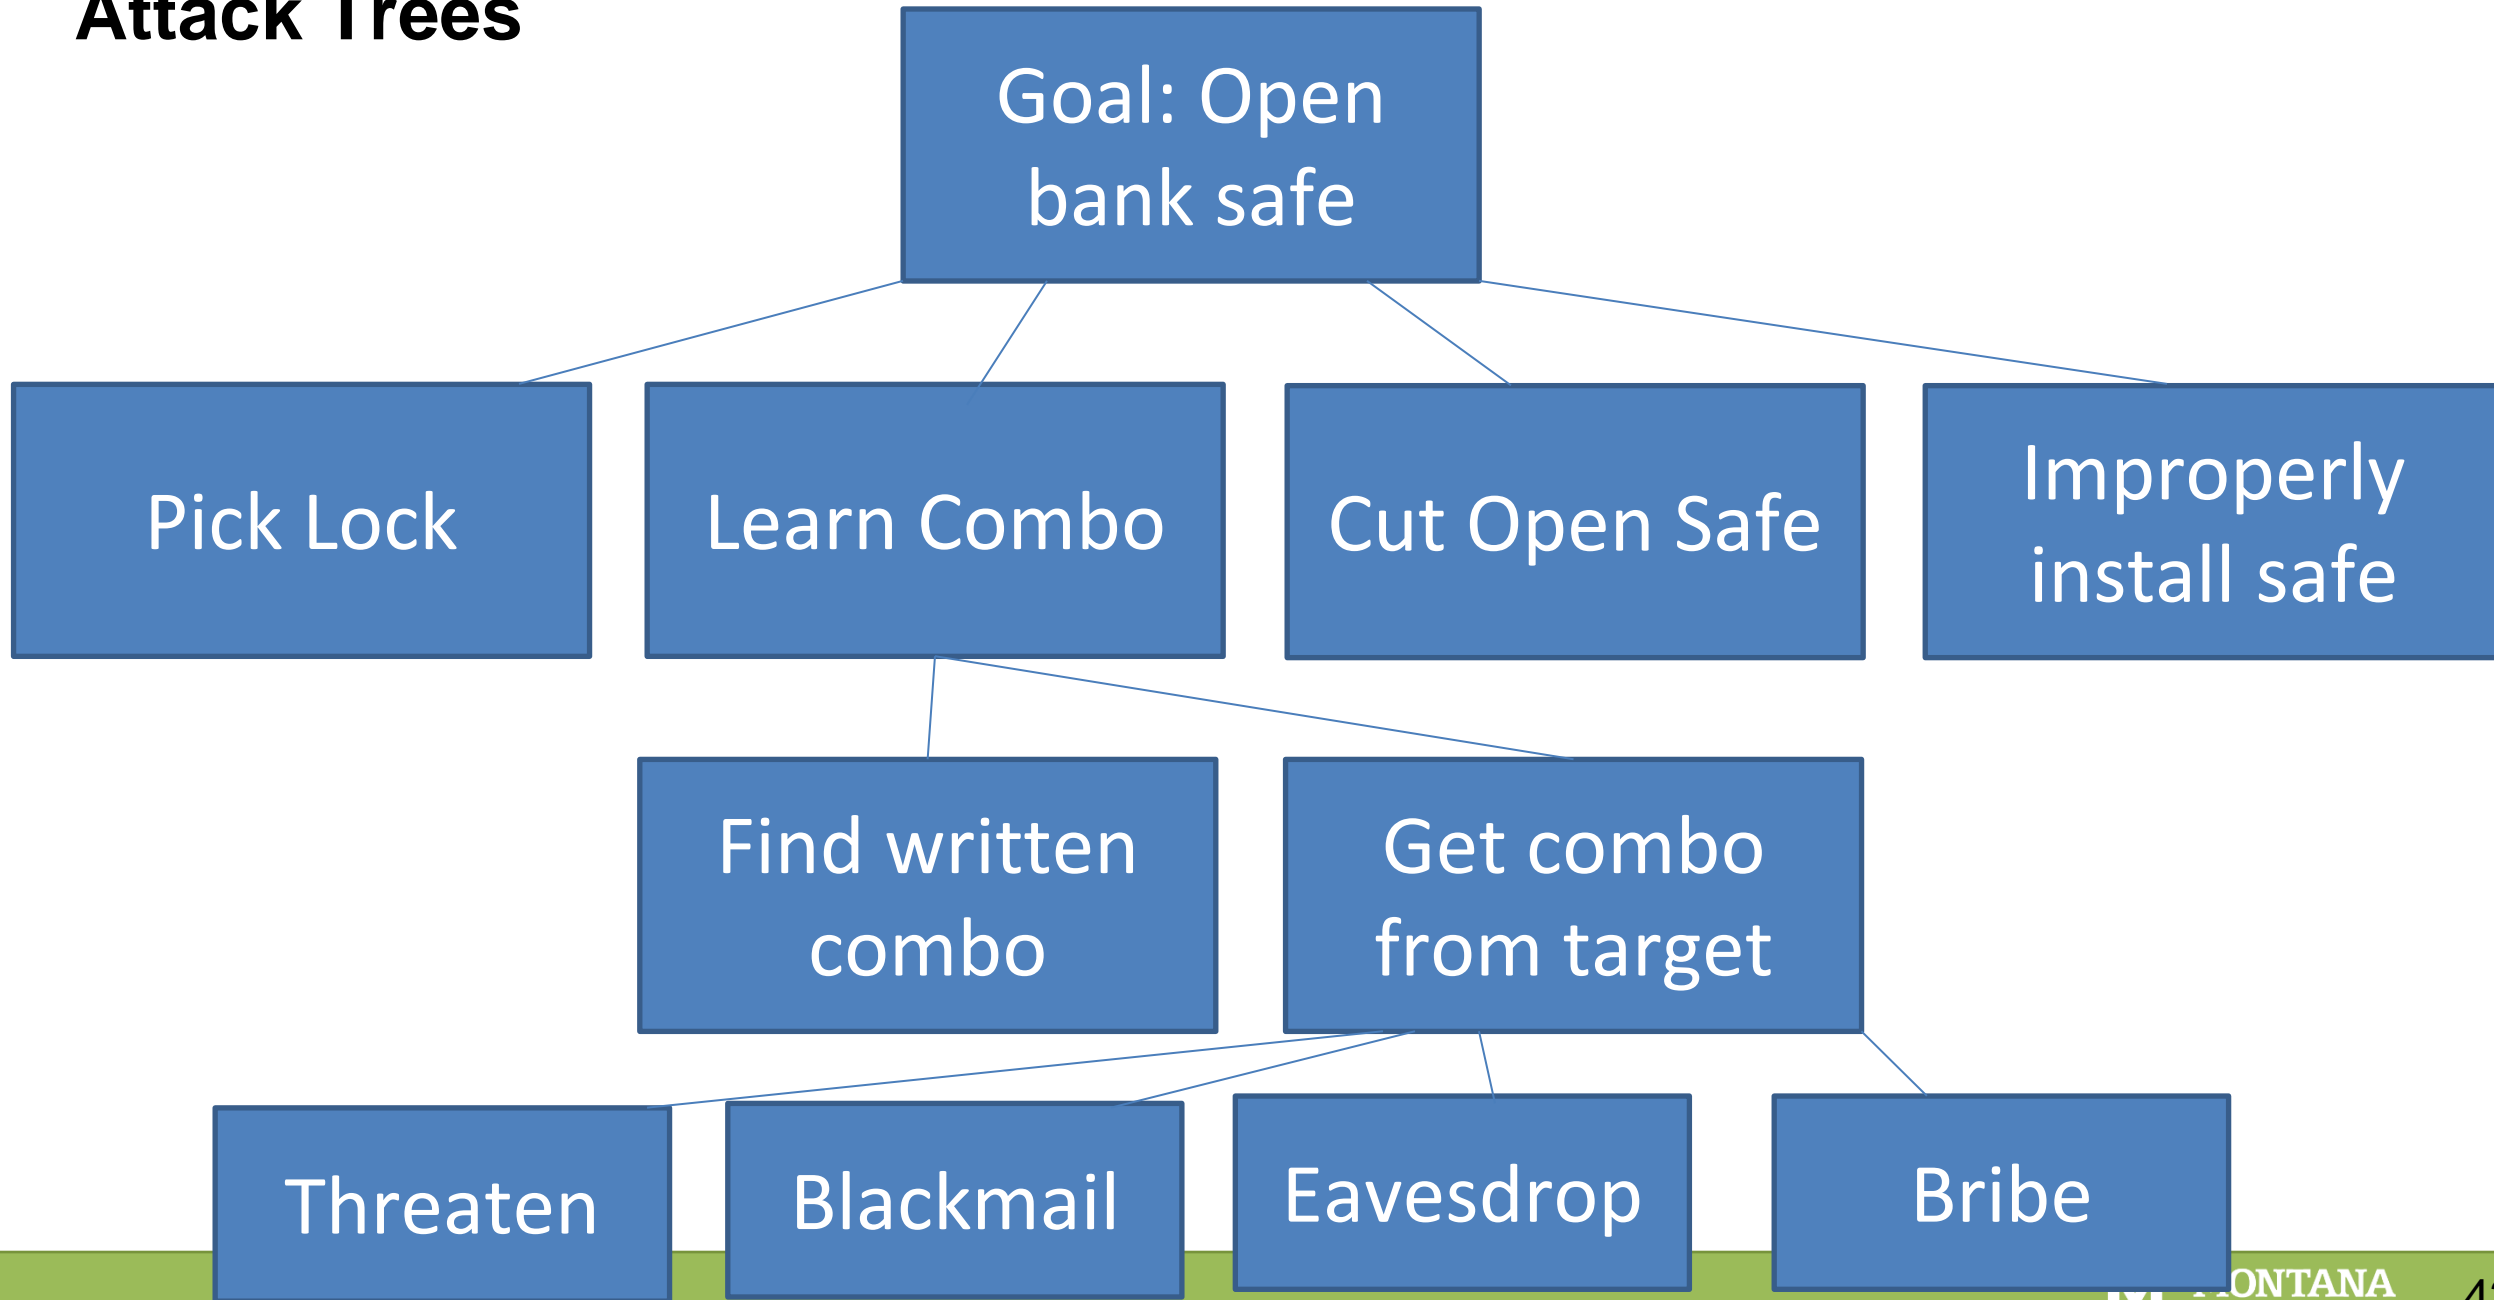 Attack Trees
Goal: Open
bank safe
Pick Lock
Learn Combo
Cut Open Safe
Improperly
install safe
Find written
combo
Get combo
from target
Threaten
Blackmail
Eavesdrop
Bribe